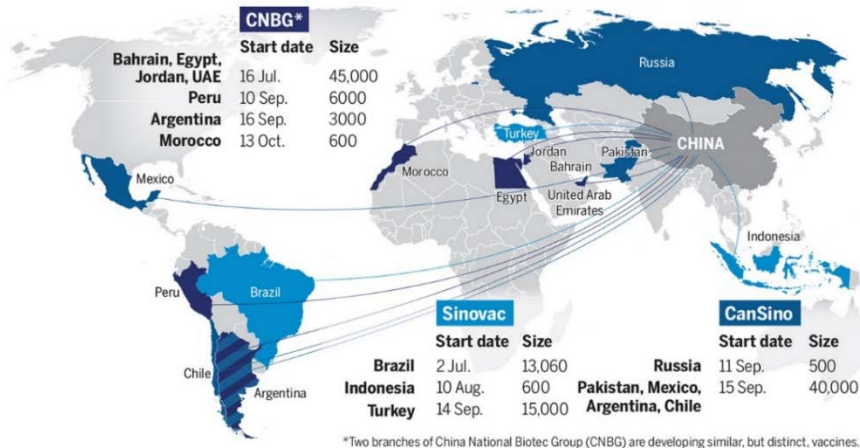 CNBG*
Start date Size
Bahrain, Egypt,
Jordan, UAE 16 Jul. 45,000
Peru 10 Sep. 6000
Argentina 16 Sep. 3000
Morocco 13 Oct. 600
Russia
Turkey
CHINA
Jordan
Pakistan
Bahrain
Morocco
Egypt
United Arab
Emirates
Mexico
Indonesia
Peru
Brazil
Chile
Argentina
Sinovac
Start date Size
Brazil 2 Jul. 13,060
Indonesia 10 Aug. 600
Turkey 14 Sep. 15,000
CanSino
Start date Size
Russia 11 Sep. 500
Pakistan, Mexico, 15 Sep. 40,000
Argentina, Chile
*Two branches of China National Biotec Group (CNBG) are developing similar, but distinct, vaccines.